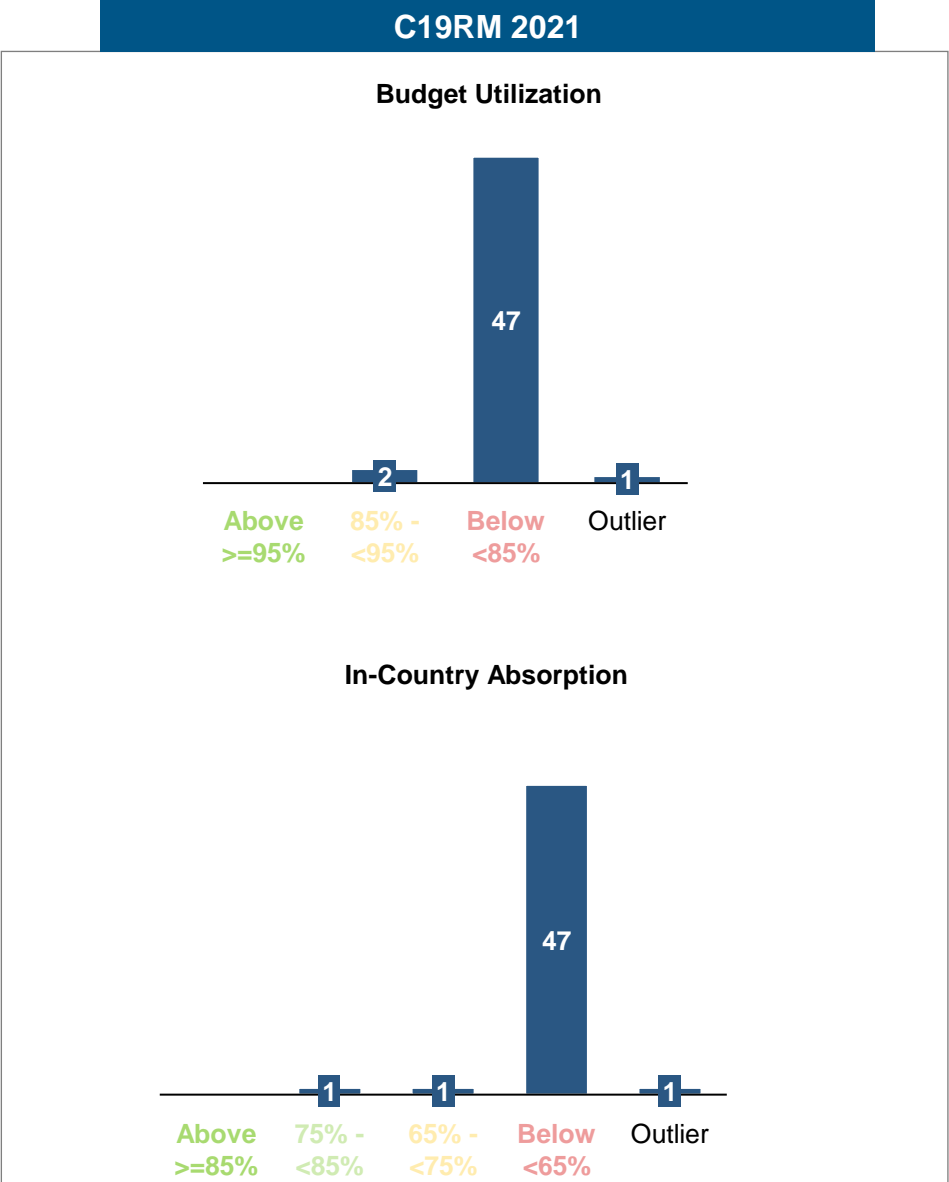 C19RM 2021
Budget Utilization
47
2
1
Above 85% - Below Outlier
>=95% <95% <85%
In-Country Absorption
47
1 1 1
Above 75% - 65% - Below Outlier
>=85% <85% <75% <65%